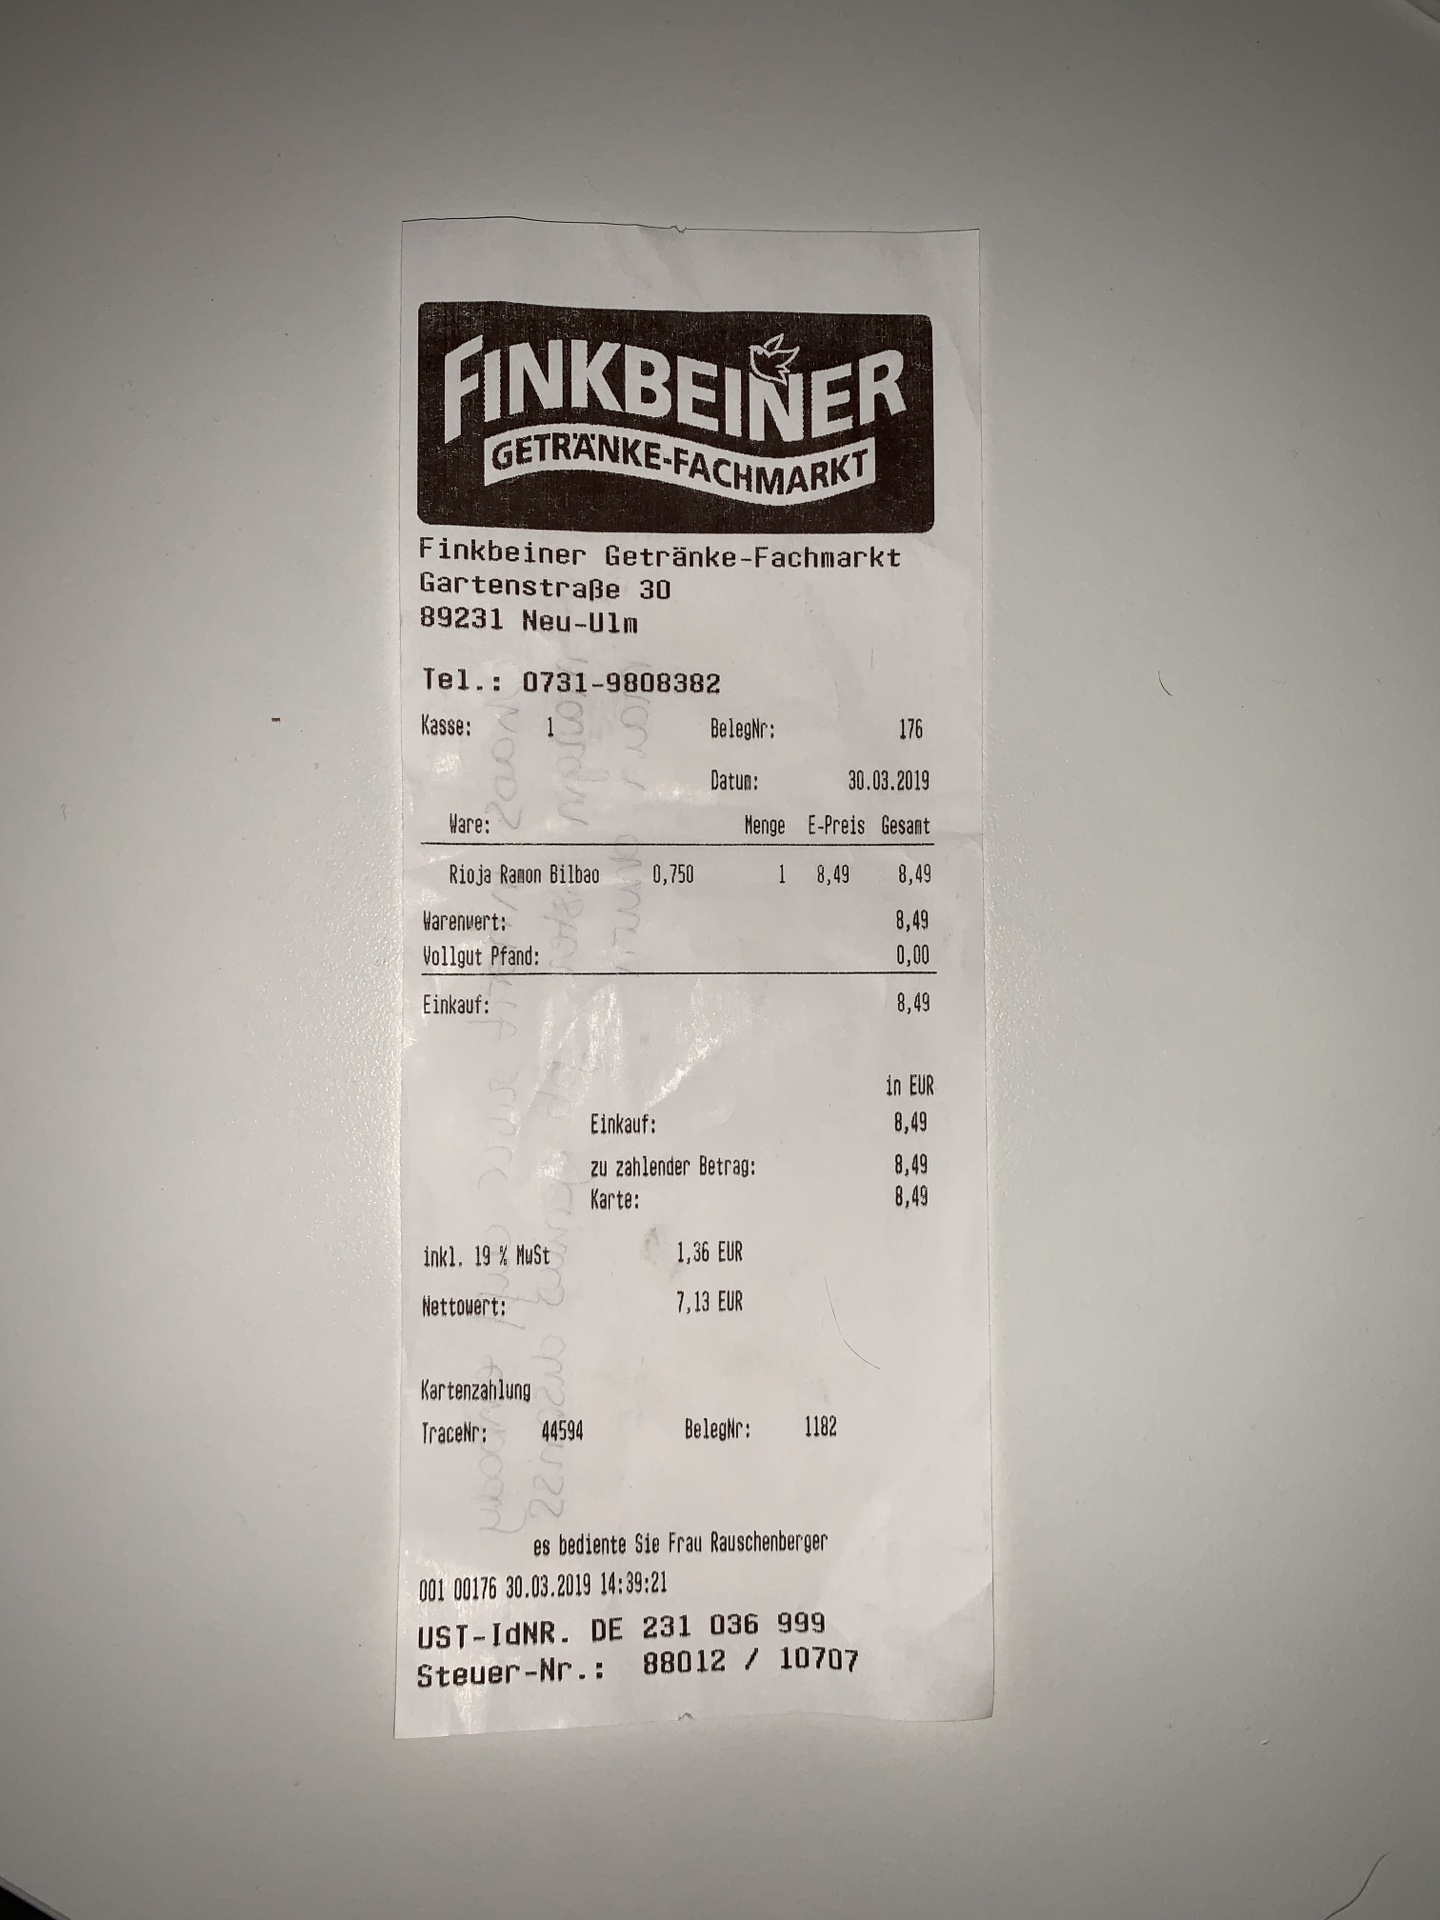 FINKBEINER
GETRÄNKE-FACHMARKT
Finkbeiner Getränke-Fachmarkt
Gartenstraße 30
89231 Neu-Ulm
Tel.: 0731-9808382
Kasse: 1 BelegNr: 176
Datum: 30.03.2019
Ware: Menge E-Preis Gesamt
Rioja Ramon Bilbao 0,750 1 8,49 8,49
Warenwert: 8,49
Vollgut Pfand: 0,00
Einkauf: 8,49
in EUR
Einkauf: 8,49
zu zahlender Betrag: 8,49
Karte: 8,49
inkl. 19 % MwSt 1,36 EUR
Nettowert: 7,13 EUR
Kartenzahlung
TraceNr: 44594 BelegNr: 1182
es bediente Sie Frau Rauschenberger
001 00176 30.03.2019 14:39:21
UST-IdNR. DE 231 036 999
Steuer-Nr.: 88012 / 10707